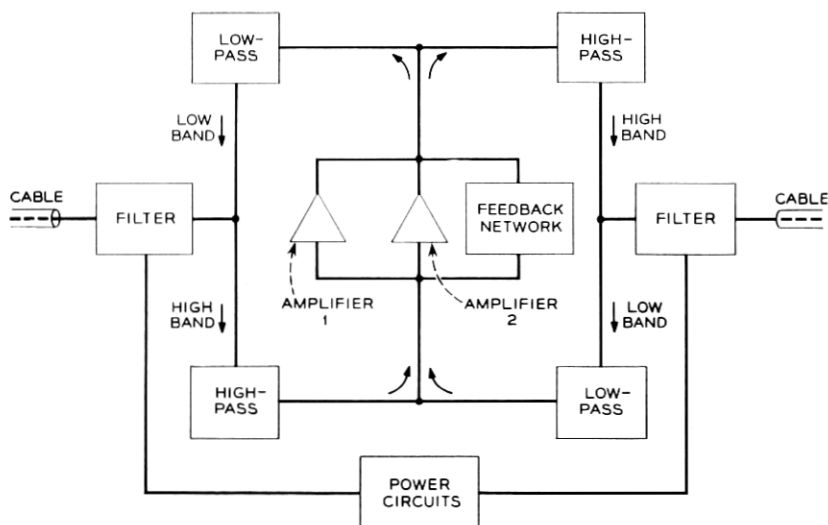 LOW-
PASS
HIGH-
PASS
LOW
BAND
HIGH
BAND
CABLE
FILTER
FEEDBACK
NETWORK
FILTER
CABLE
HIGH
BAND
AMPLIFIER
1
AMPLIFIER
2
LOW
BAND
HIGH-
PASS
LOW-
PASS
POWER
CIRCUITS